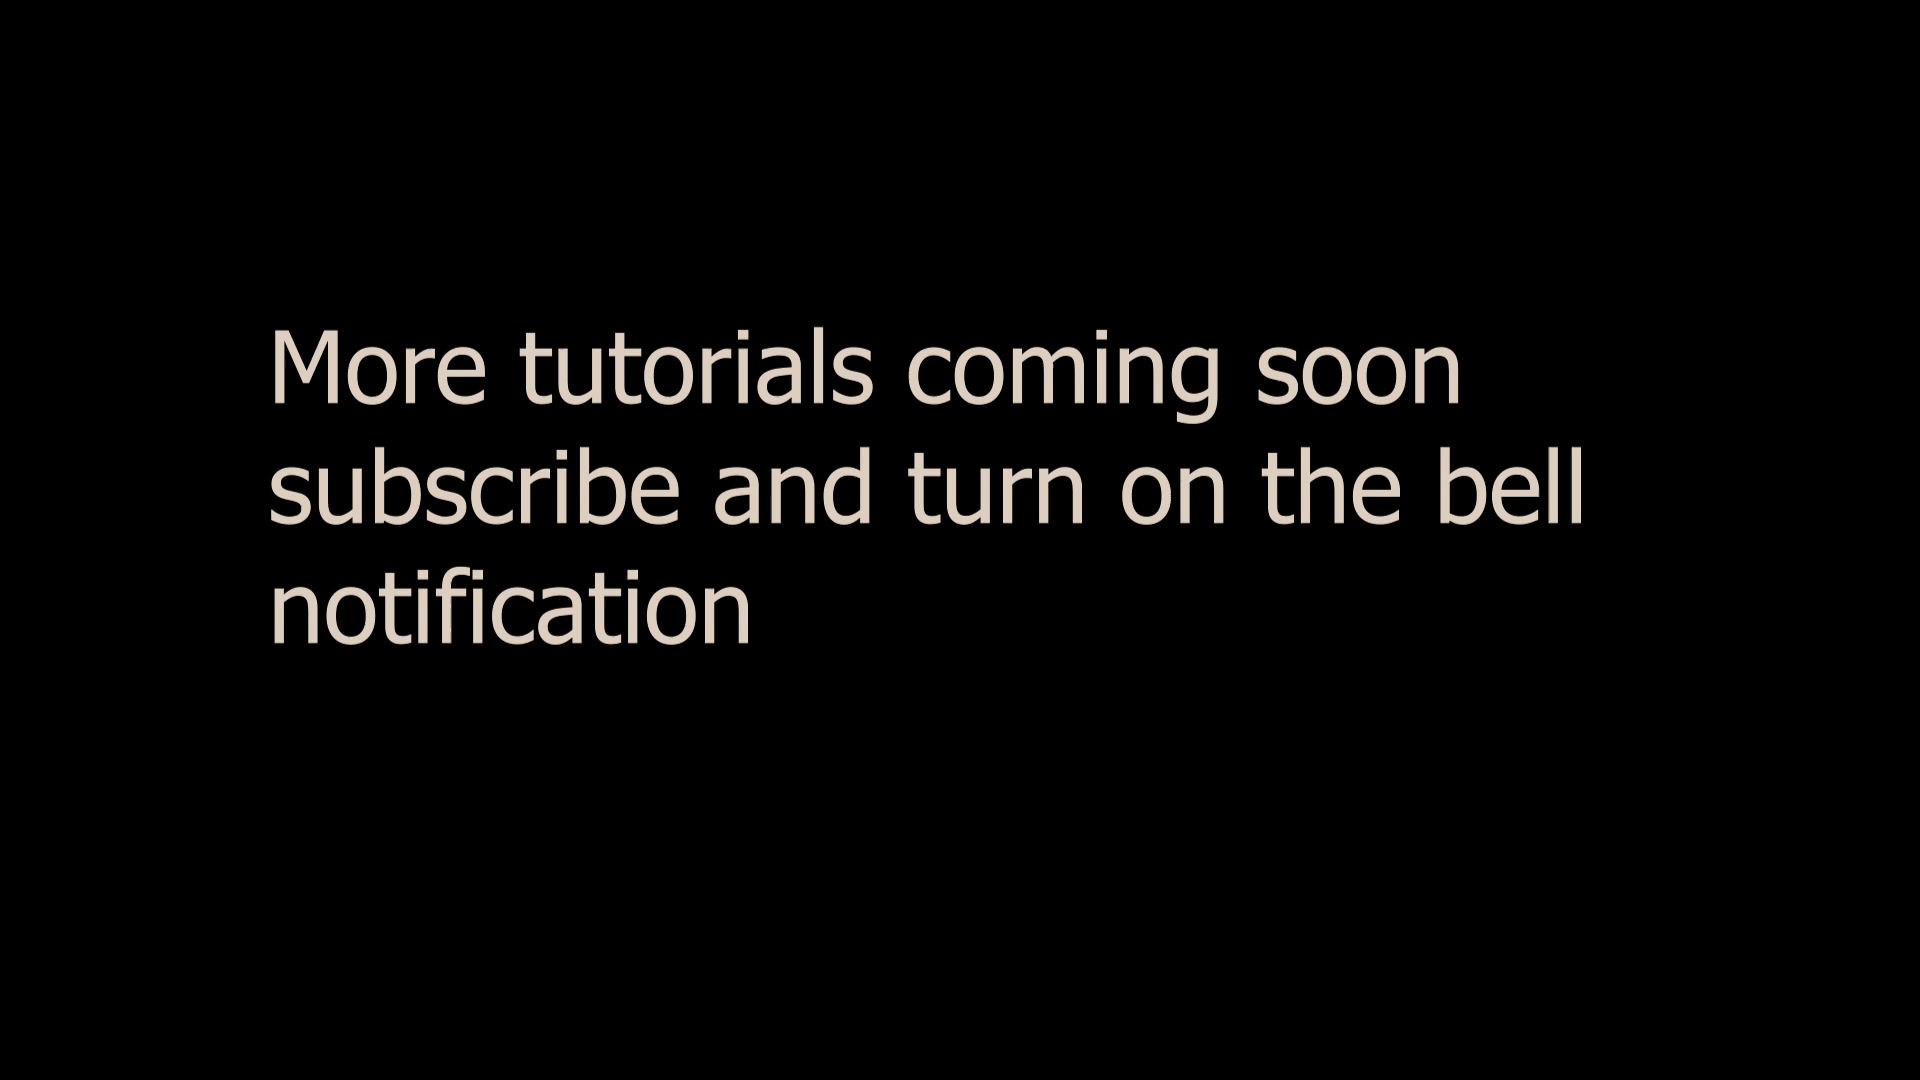 More tutorials coming soon
subscribe and turn on the bell
notification